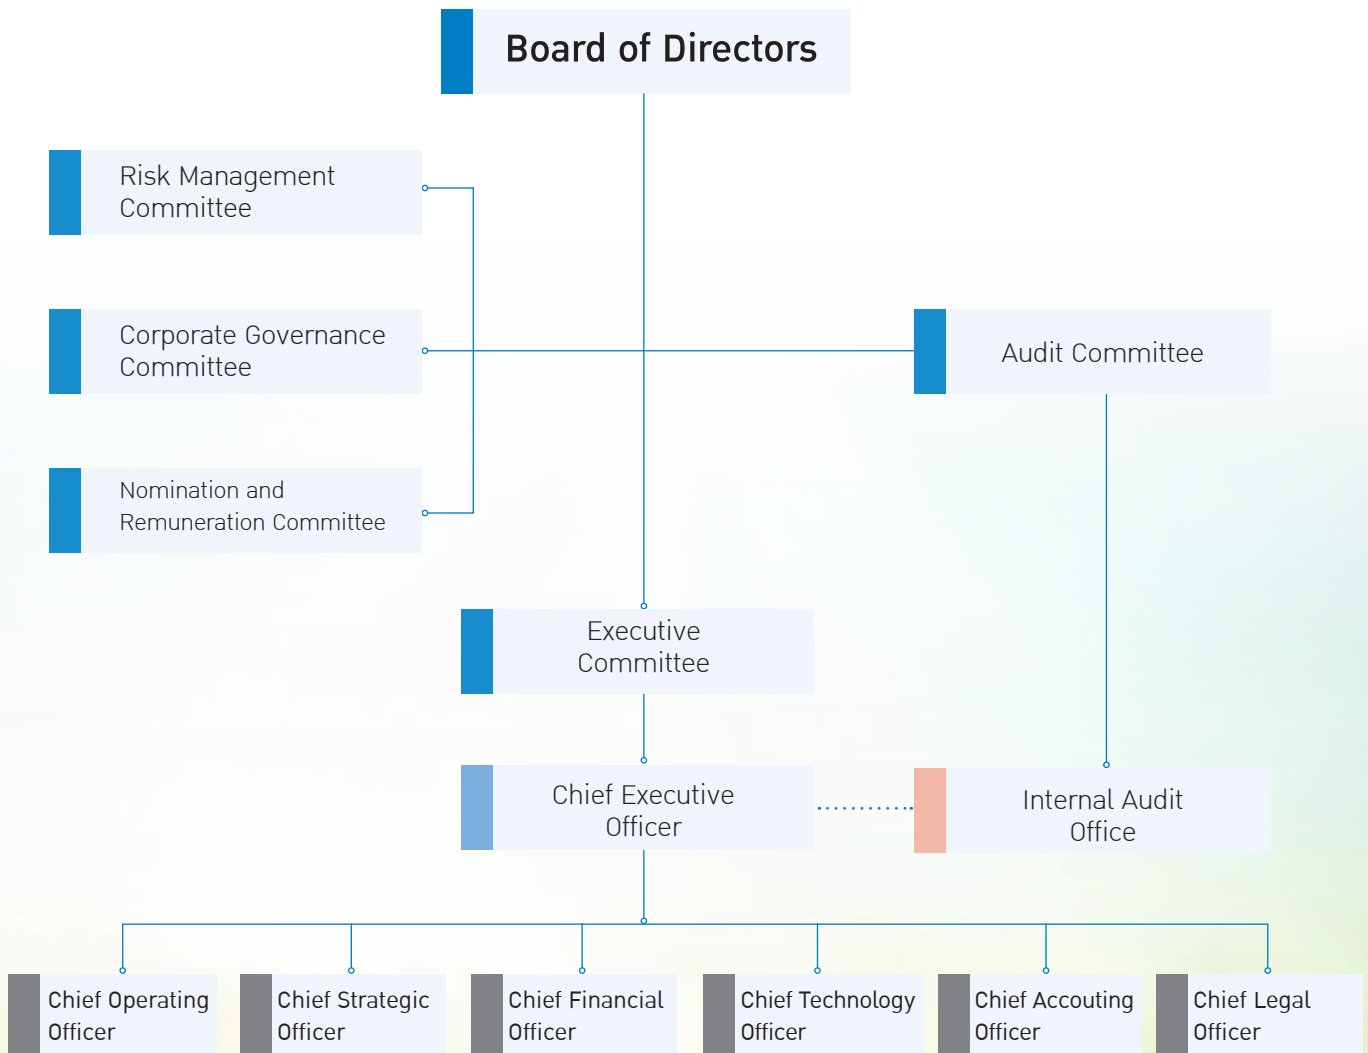 Board of Directors
Risk Management
Committee
Corporate Governance
Committee
Audit Committee
Nomination and
Remuneration Committee
Executive
Committee
Chief Executive
Officer
Internal Audit
Office
Chief Operating
Officer
Chief Strategic
Officer
Chief Financial
Officer
Chief Technology
Officer
Chief Accouting
Officer
Chief Legal
Officer